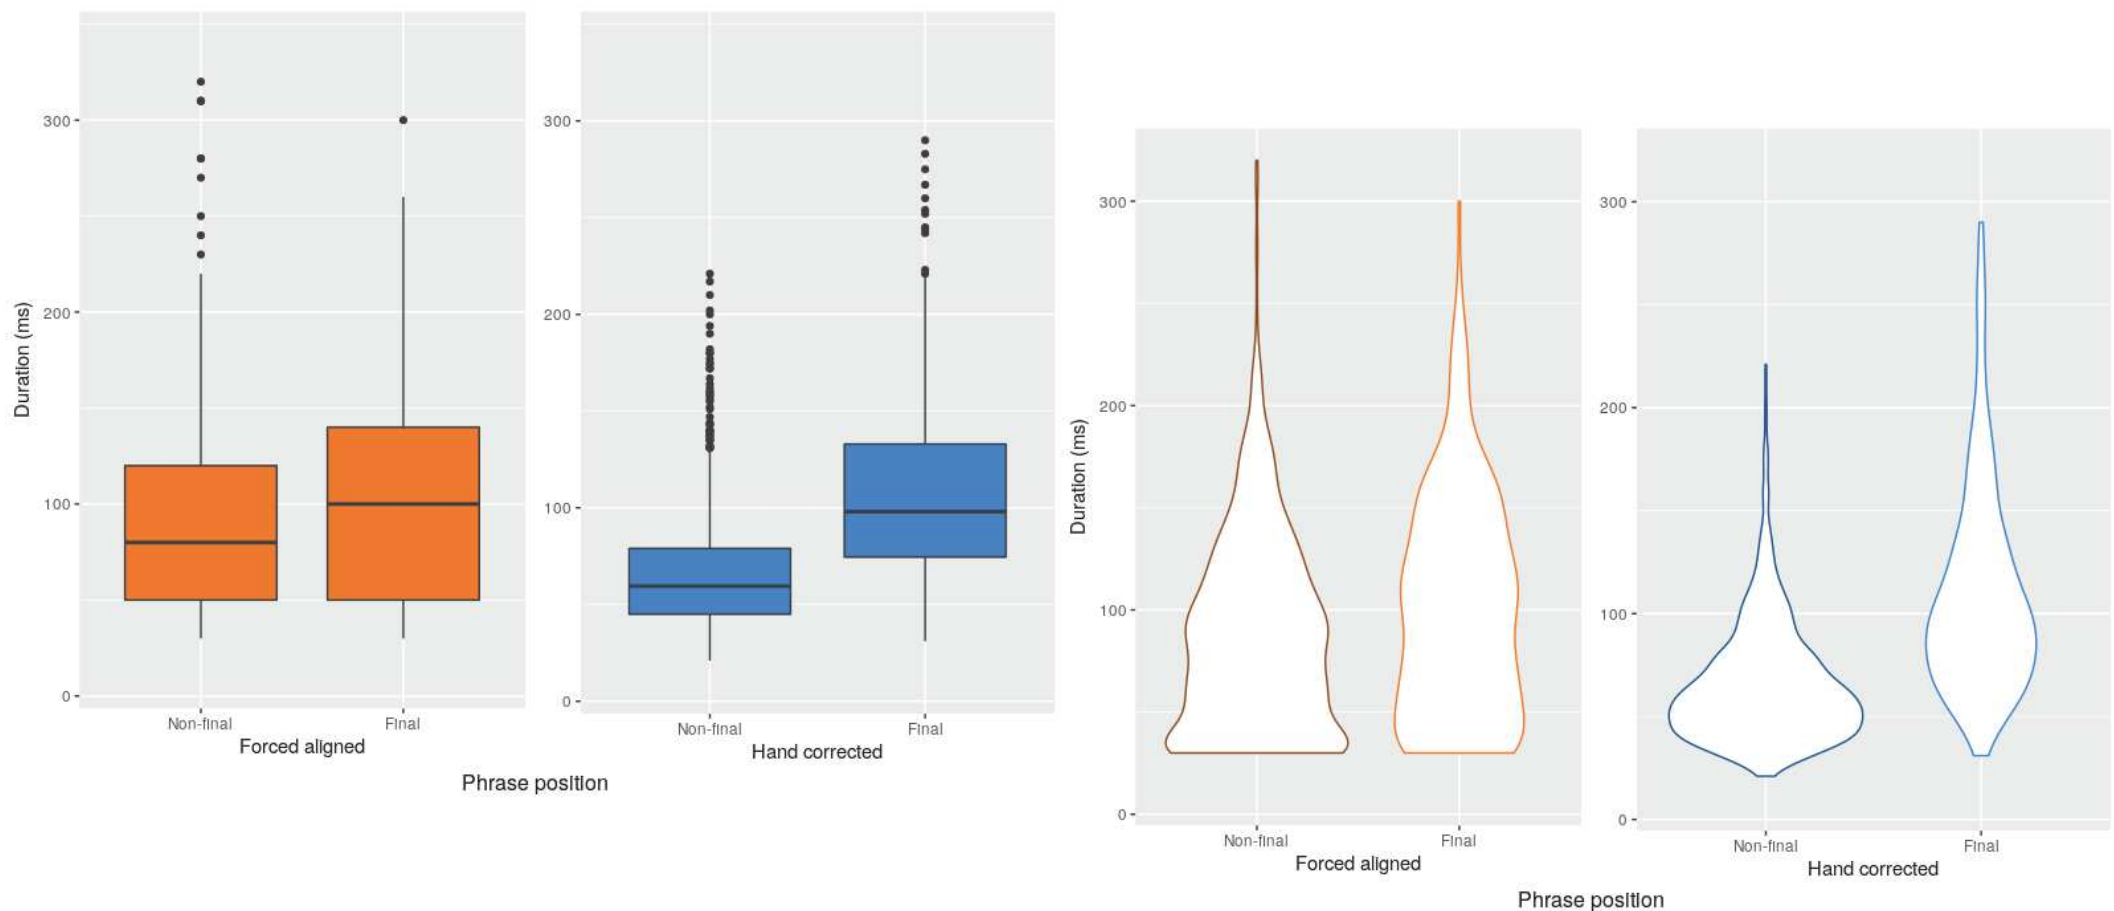 Duration (ms)
300
200
100
0
Non-final
Final
Forced aligned
300
200
100
0
Non-final
Final
Hand corrected
Phrase position
Duration (ms)
300
200
100
0
Non-final
Final
Forced aligned
300
200
100
0
Non-final
Final
Hand corrected
Phrase position